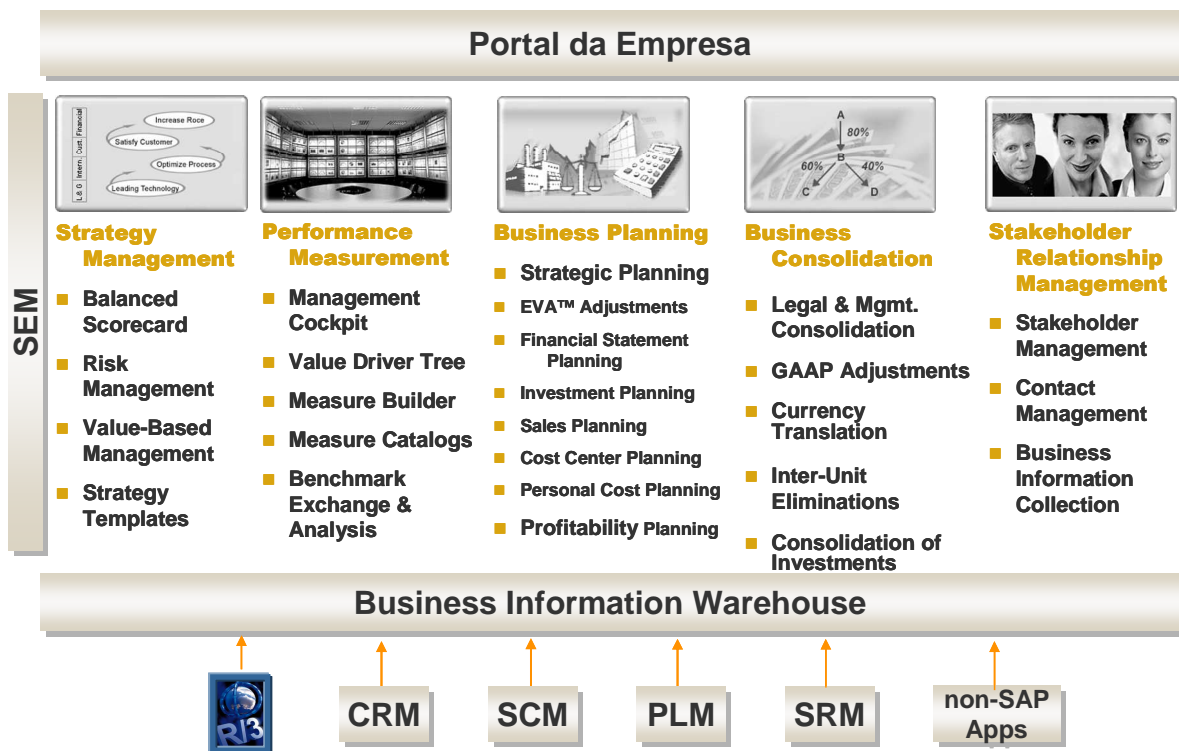 Portal da Empresa
SEM
L & G Intern. Cust. Financial
Increase Roce
Satisfy Customer
Optimize Process
Leading Technology
A
80%
60%
B
40%
C
D
Strategy
Management
Balanced
Scorecard
Risk
Management
Value-Based
Management
Strategy
Templates
Performance
Measurement
Management
Cockpit
Value Driver Tree
Measure Builder
Measure Catalogs
Benchmark
Exchange &
Analysis
Business Planning
Strategic Planning
EVA™ Adjustments
Financial Statement
Planning
Investment Planning
Sales Planning
Cost Center Planning
Personal Cost Planning
Profitability Planning
Business
Consolidation
Legal & Mgmt.
Consolidation
GAAP Adjustments
Currency
Translation
Inter-Unit
Eliminations
Consolidation of
Investments
Stakeholder
Relationship
Management
Stakeholder
Management
Contact
Management
Business
Information
Collection
Business Information Warehouse
R/3
CRM
SCM
PLM
SRM
non-SAP
Apps